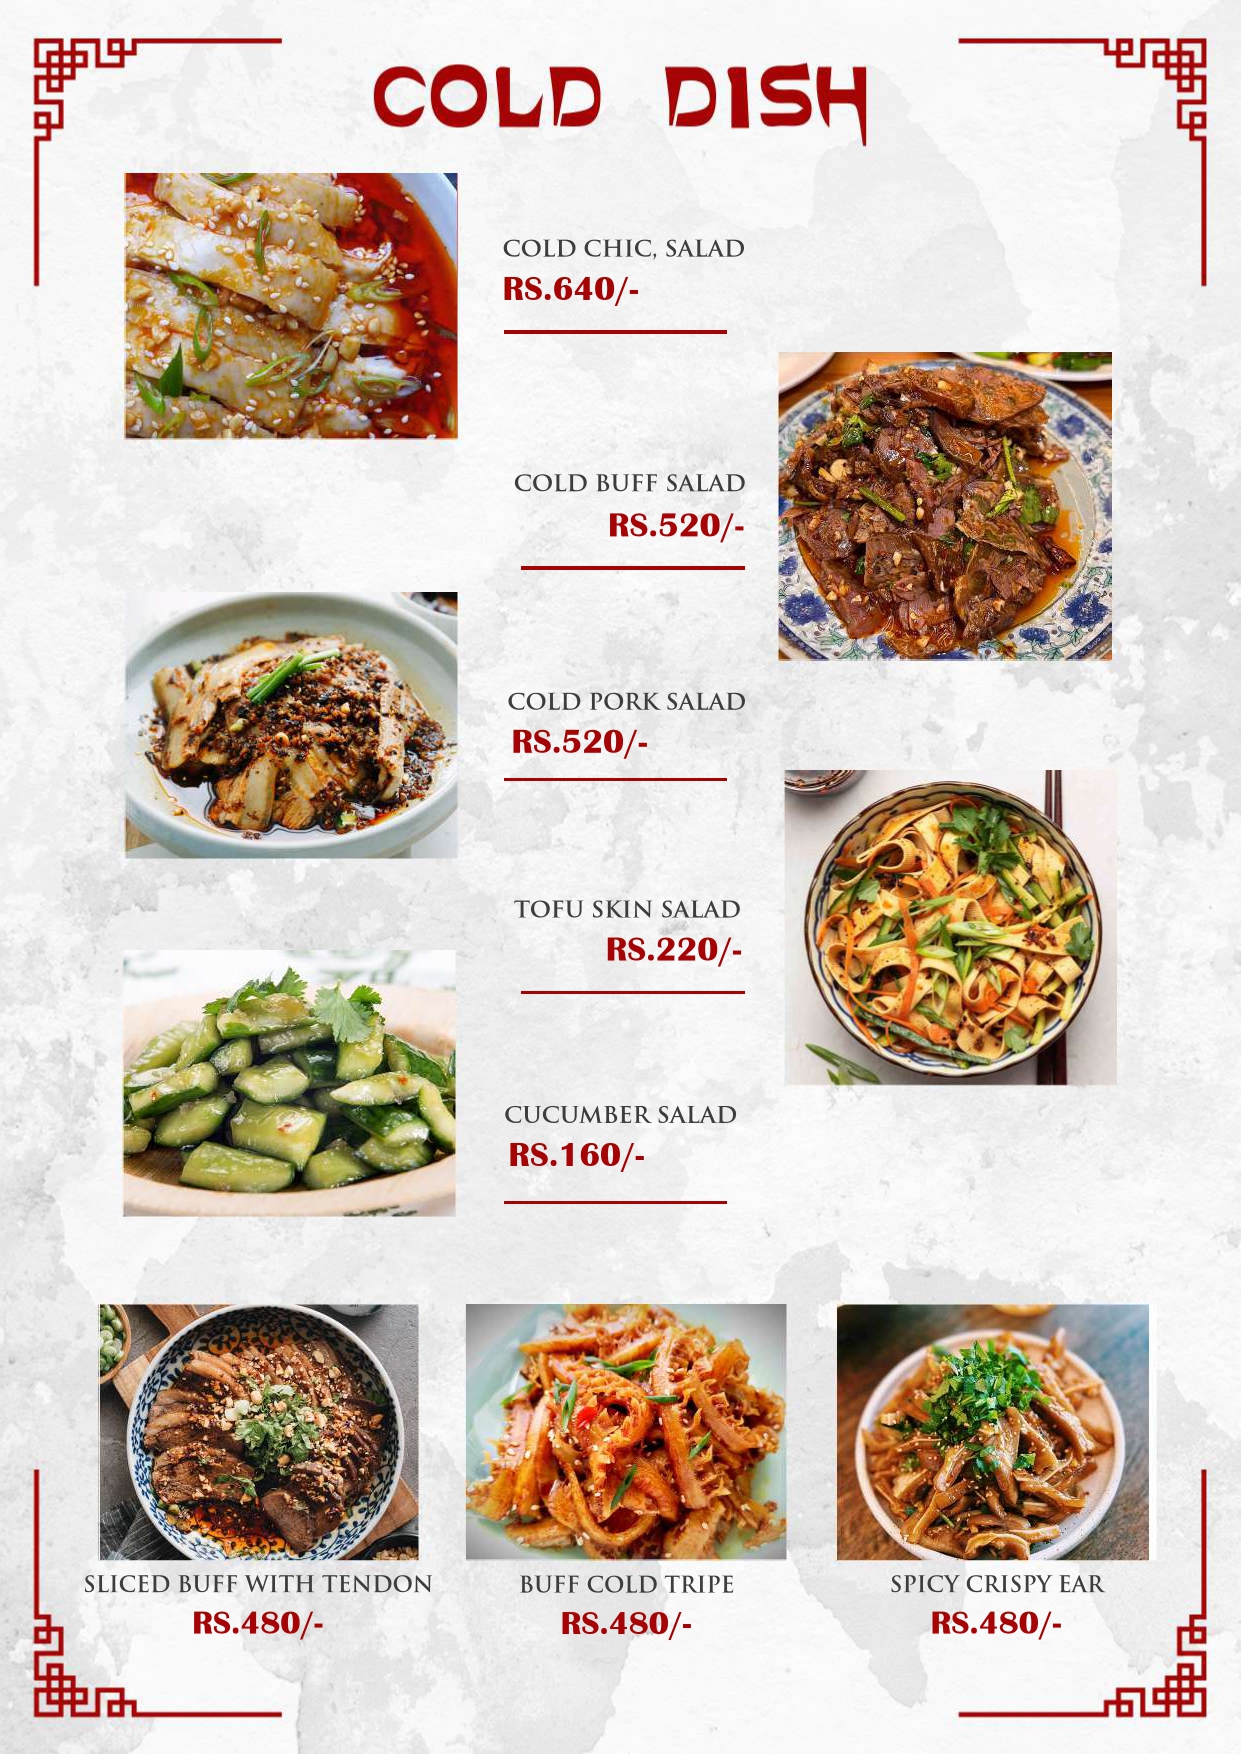 COLD DISH
COLD CHIC, SALAD
RS.640/-
COLD BUFF SALAD
RS.520/-
COLD PORK SALAD
RS.520/-
TOFU SKIN SALAD
RS.220/-
CUCUMBER SALAD
RS.160/-
SLICED BUFF WITH TENDON
RS.480/-
BUFF COLD TRIPE
RS.480/-
SPICY CRISPY EAR
RS.480/-